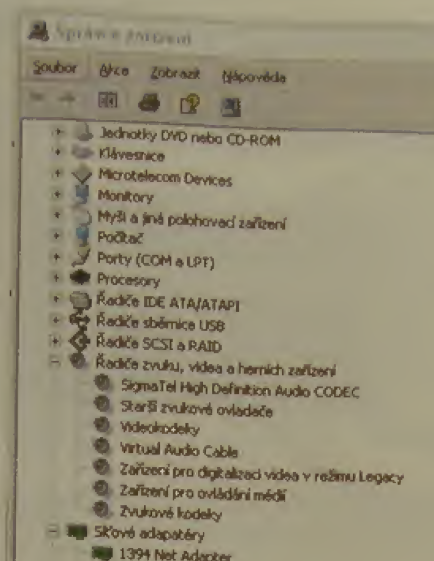 Správce zařízení
Soubor Akce Zobrazit Nápověda
Jednotky DVD nebo CD-ROM
Klávesnice
Microtelecom Devices
Monitory
Myši a jiná polohovací zařízení
Počítač
Porty (COM a LPT)
Procesory
Řadiče IDE ATA/ATAPI
Řadiče sběrnice USB
Řadiče SCSI a RAID
Řadiče zvuku, videa a herních zařízení
SigmaTel High Definition Audio CODEC
Starší zvukové ovladače
Videokodeky
Virtual Audio Cable
Zařízení pro digitalizaci videa v režimu Legacy
Zařízení pro ovládání médií
Zvukové kodeky
Síťové adaptéry
1394 Net Adapter